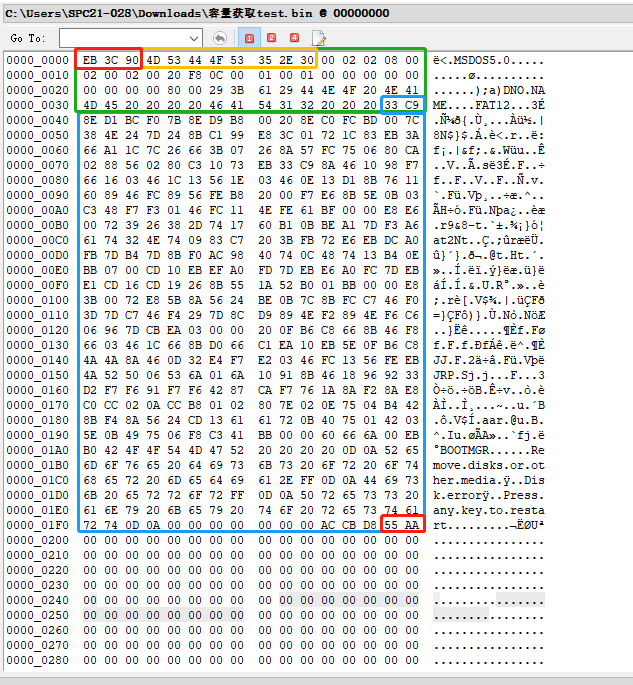 C:\Users\SPC21-028\Downloads\容量获取test.bin @ 00000000
Go To:
1 2 4
0000_0000 EB 3C 90 4D 53 44 4F 53 35 2E 30 00 02 02 08 00 ë<.MSDOS5.0.....
0000_0010 02 00 02 00 20 F8 0C 00 01 00 01 00 00 00 00 00 .....ø..........
0000_0020 00 00 00 00 80 00 29 3B 61 29 44 4E 4F 20 4E 41 ......);a)DNO.NA
0000_0030 4D 45 20 20 20 20 46 41 54 31 32 20 20 20 33 C9 ME....FAT12...3É
0000_0040 8E D1 BC F0 7B 8E D9 B8 00 20 8E C0 FC BD 00 7C .Ñ¼ð{.Ù¸..Àü½.|
0000_0050 38 4E 24 7D 24 8B C1 99 E8 3C 01 72 1C 83 EB 3A 8N$}$.Á.è<.r..ë:
0000_0060 66 A1 1C 7C 26 66 3B 07 26 8A 57 FC 75 06 80 CA f¡.|&f;.&.Wüu..Ê
0000_0070 02 88 56 02 80 C3 10 73 EB 33 C9 8A 46 10 98 F7 ..V..Ã.së3É.F..÷
0000_0080 66 16 03 46 1C 13 56 1E 03 46 0E 13 D1 8B 76 11 f..F..V..F..Ñ.v.
0000_0090 60 89 46 FC 89 56 FE B8 20 00 F7 E6 8B 5E 0B 03 `.Fü.Vþ¸..÷æ.^..
0000_00A0 C3 48 F7 F3 01 46 FC 11 4E FE 61 BF 00 00 E8 E6 ÃH÷ó.Fü.Nþa¿..èæ
0000_00B0 00 72 39 26 38 2D 74 17 60 B1 0B BE A1 7D F3 A6 .r9&8-t.`±.¾¡}ó¦
0000_00C0 61 74 32 4E 74 09 83 C7 20 3B FB 72 E6 EB DC A0 at2Nt..Ç.;ûræëÜ.
0000_00D0 FB 7D B4 7D 8B F0 AC 98 40 74 0C 48 74 13 B4 0E û}´}.ð¬.@t.Ht.´.
0000_00E0 BB 07 00 CD 10 EB EF A0 FD 7D EB E6 A0 FC 7D EB »..Í.ëï.ý}ëæ.ü}ë
0000_00F0 E1 CD 16 CD 19 26 8B 55 1A 52 B0 01 BB 00 00 E8 áÍ.Í.&.U.R°.»..è
0000_0100 3B 00 72 E8 5B 8A 56 24 BE 0B 7C 8B FC C7 46 F0 ;.rè[.V$¾.|.üÇFð
0000_0110 3D 7D C7 46 F4 29 7D 8C D9 89 4E F2 89 4E F6 C6 =}ÇFô)}.Ù.Nò.NöÆ
0000_0120 06 96 7D CB EA 03 00 00 20 0F B6 C8 66 8B 46 F8 ..}Ëê.....¶Èf.Fø
0000_0130 66 03 46 1C 66 8B D0 66 C1 EA 10 EB 5E 0F B6 C8 f.F.f.ÐfÁê.ë^.¶È
0000_0140 4A 4A 8A 46 0D 32 E4 F7 E2 03 46 FC 13 56 FE EB JJ.F.2ä÷â.Fü.Vþë
0000_0150 4A 52 50 06 53 6A 01 6A 10 91 8B 46 18 96 92 33 JRP.Sj.j...F...3
0000_0160 D2 F7 F6 91 F7 F6 42 87 CA F7 76 1A 8A F2 8A E8 Ò÷ö.÷öB.Ê÷v..ò.è
0000_0170 C0 CC 02 0A CC B8 01 02 80 7E 02 0E 75 04 B4 42 ÀÌ..Ì¸...~..u.´B
0000_0180 8B F4 8A 56 24 CD 13 61 61 72 0B 40 75 01 42 03 .ô.V$Í.aar.@u.B.
0000_0190 5E 0B 49 75 06 F8 C3 41 BB 00 00 60 66 6A 00 EB ^.Iu.øÃA»..`fj.ë
0000_01A0 B0 42 4F 4F 54 4D 47 52 20 20 20 20 0D 0A 52 65 °BOOTMGR......Re
0000_01B0 6D 6F 76 65 20 64 69 73 6B 73 20 6F 72 20 6F 74 move.disks.or.ot
0000_01C0 68 65 72 20 6D 65 64 69 61 2E FF 0D 0A 44 69 73 her.media.ÿ..Dis
0000_01D0 6B 20 65 72 72 6F 72 FF 0D 0A 50 72 65 73 73 20 k.errorÿ..Press.
0000_01E0 61 6E 79 20 6B 65 79 20 74 6F 20 72 65 73 74 61 any.key.to.resta
0000_01F0 72 74 0D 0A 00 00 00 00 00 00 00 AC CB D8 55 AA rt.........¬ËØUª
0000_0200 00 00 00 00 00 00 00 00 00 00 00 00 00 00 00 00 ................
0000_0210 00 00 00 00 00 00 00 00 00 00 00 00 00 00 00 00 ................
0000_0220 00 00 00 00 00 00 00 00 00 00 00 00 00 00 00 00 ................
0000_0230 00 00 00 00 00 00 00 00 00 00 00 00 00 00 00 00 ................
0000_0240 00 00 00 00 00 00 00 00 00 00 00 00 00 00 00 00 ................
0000_0250 00 00 00 00 00 00 00 00 00 00 00 00 00 00 00 00 ................
0000_0260 00 00 00 00 00 00 00 00 00 00 00 00 00 00 00 00 ................
0000_0270 00 00 00 00 00 00 00 00 00 00 00 00 00 00 00 00 ................
0000_0280 00 00 00 00 00 00 00 00 00 00 00 00 00 00 00 00 ................